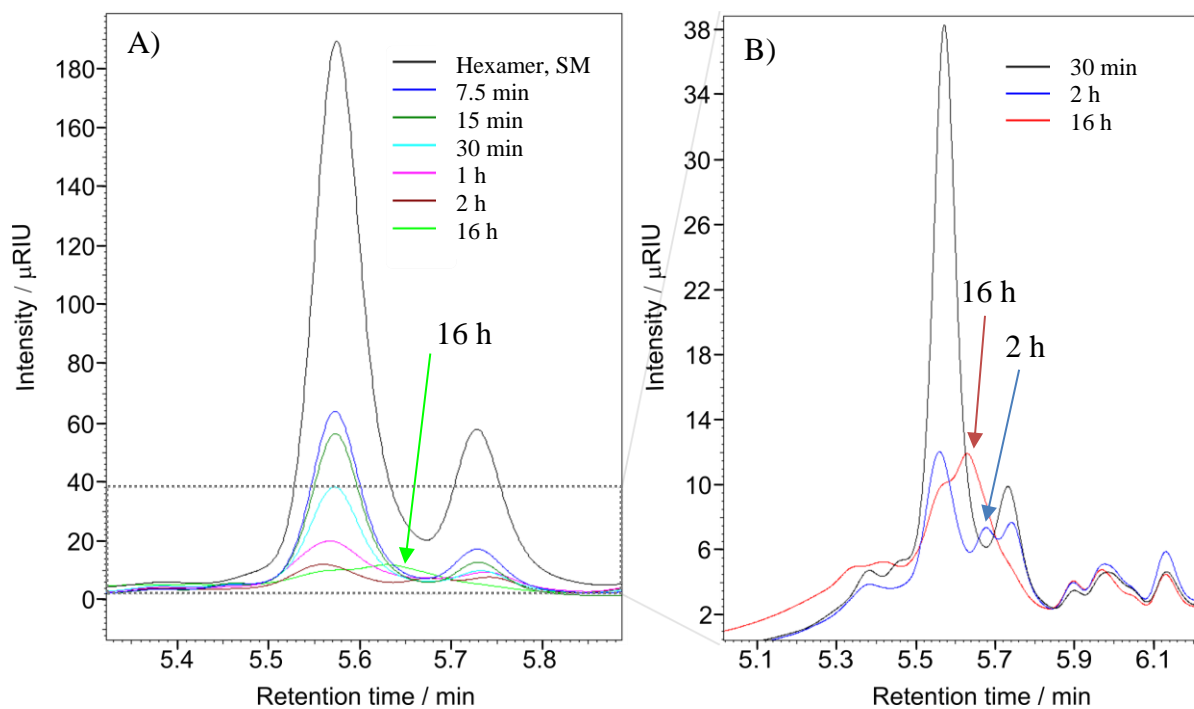 A)
Hexamer, SM
7.5 min
15 min
30 min
1 h
2 h
16 h
16 h
180
160
140
120
100
80
60
40
20
0
Intensity / µRIU
5.4
5.5
5.6
5.7
5.8
Retention time / min
B)
30 min
2 h
16 h
16 h
2 h
38
34
38
22
18
14
10
6
2
Intensity / µRIU
5.1
5.3
5.5
5.7
5.9
6.1
Retention time / min